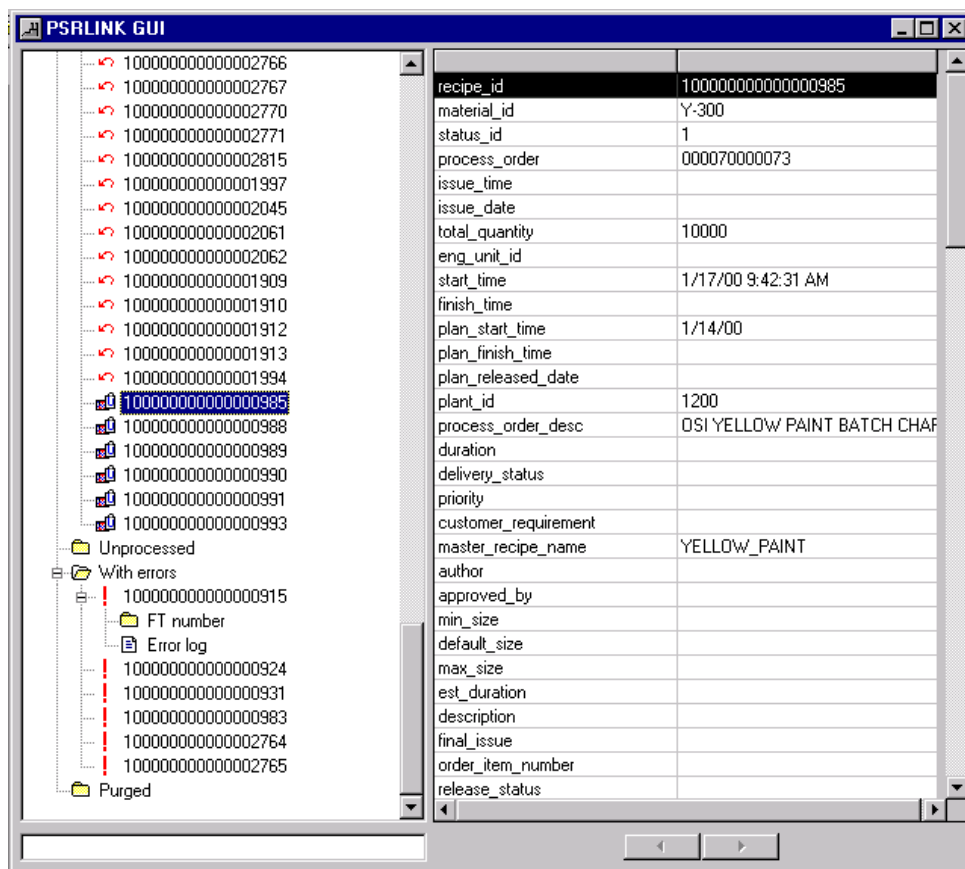 PSRLINK GUI
100000000000002766
100000000000002767
100000000000002770
100000000000002771
100000000000002815
100000000000001997
100000000000002045
100000000000002061
100000000000002062
100000000000001909
100000000000001910
100000000000001912
100000000000001913
100000000000001994
100000000000000985
100000000000000988
100000000000000989
100000000000000990
100000000000000991
100000000000000993
Unprocessed
With errors
100000000000000915
FT number
Error log
100000000000000924
100000000000000931
100000000000000983
100000000000002764
100000000000002765
Purged
recipe_id 100000000000000985
material_id Y-300
status_id 1
process_order 000070000073
issue_time
issue_date
total_quantity 10000
eng_unit_id
start_time 1/17/00 9:42:31 AM
finish_time
plan_start_time 1/14/00
plan_finish_time
plan_released_date
plant_id 1200
process_order_desc OSI YELLOW PAINT BATCH
duration
delivery_status
priority
customer_requirement
master_recipe_name YELLOW_PAINT
author
approved_by
min_size
default_size
max_size
est_duration
description
final_issue
order_item_number
release_status